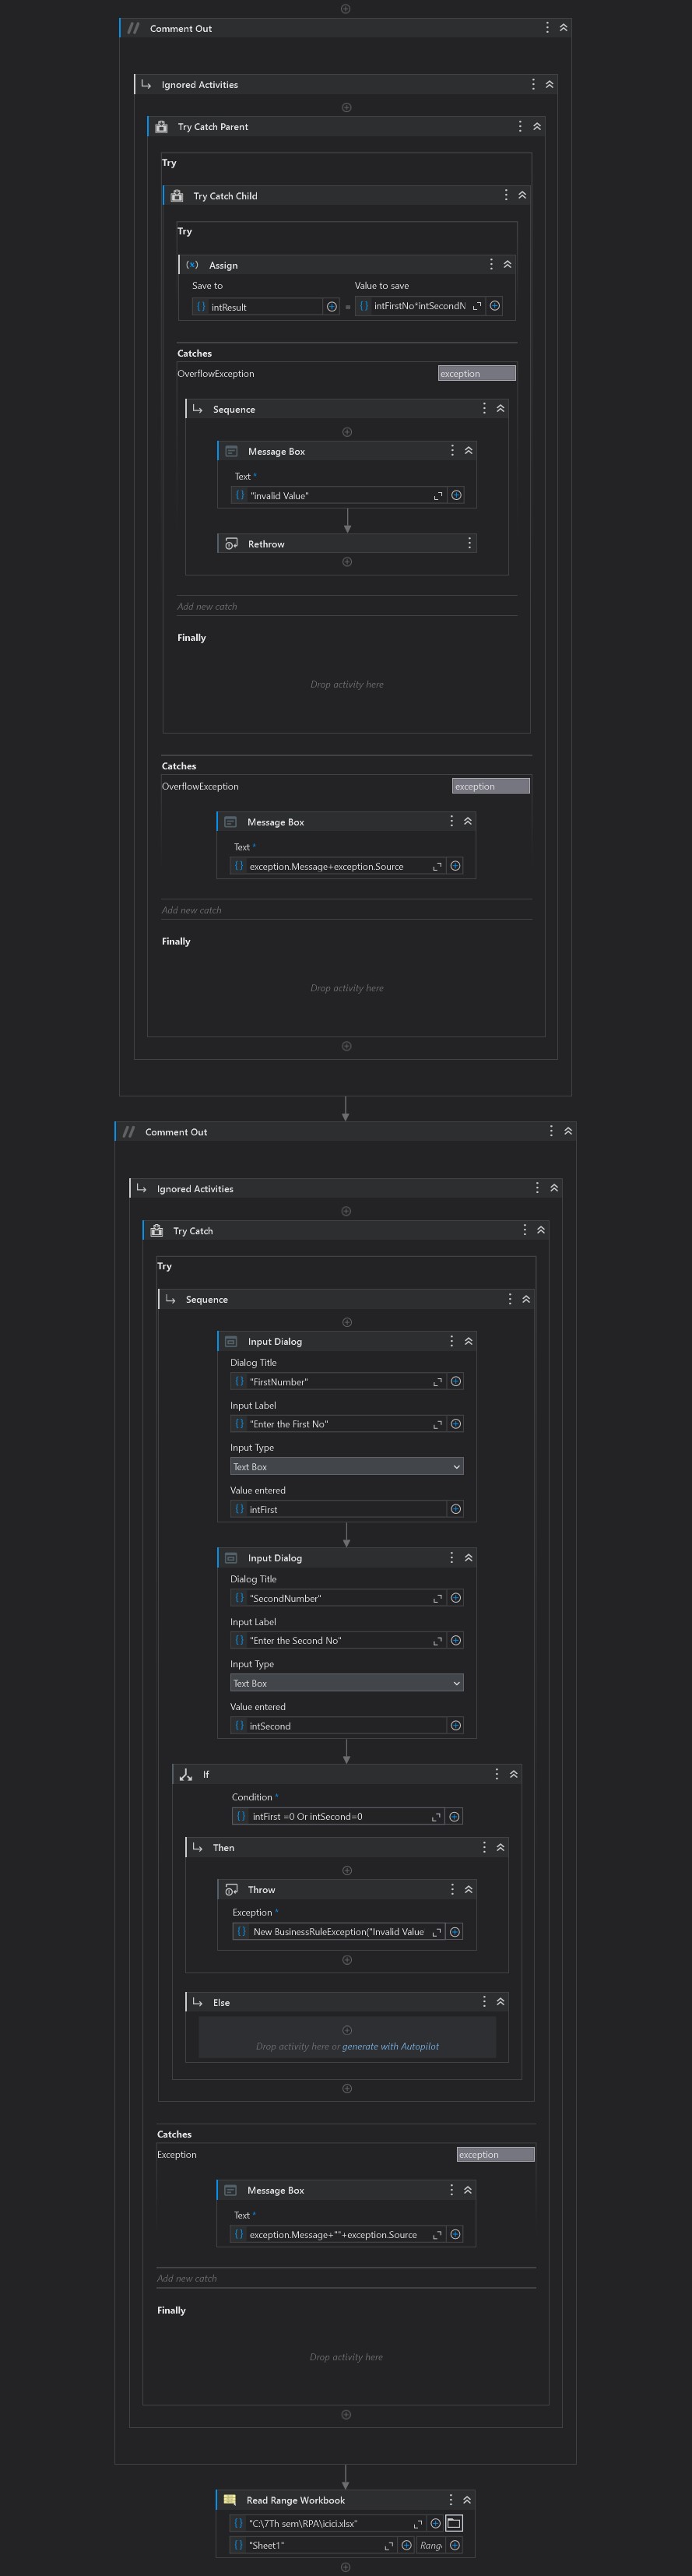 Comment Out
Ignored Activities
Try Catch Parent
Try
Try Catch Child
Try
Assign
Save to Value to save
intResult = intFirstNo*intSecondN
Catches
OverflowException exception
Sequence
Message Box
Text *
"invalid Value"
Rethrow
Add new catch
Finally
Drop activity here
Catches
OverflowException exception
Message Box
Text *
exception.Message+exception.Source
Add new catch
Finally
Drop activity here
Comment Out
Ignored Activities
Try Catch
Try
Sequence
Input Dialog
Dialog Title
"FirstNumber"
Input Label
"Enter the First No"
Input Type
Text Box
Value entered
intFirst
Input Dialog
Dialog Title
"SecondNumber"
Input Label
"Enter the Second No"
Input Type
Text Box
Value entered
intSecond
If
Condition *
intFirst =0 Or intSecond=0
Then
Throw
Exception *
New BusinessRuleException("Invalid Value
Else
Drop activity here or generate with Autopilot
Catches
Exception exception
Message Box
Text *
exception.Message+""+exception.Source
Add new catch
Finally
Drop activity here
Read Range Workbook
"C:\7Th sem\RPA\icici.xlsx"
"Sheet1" Rang